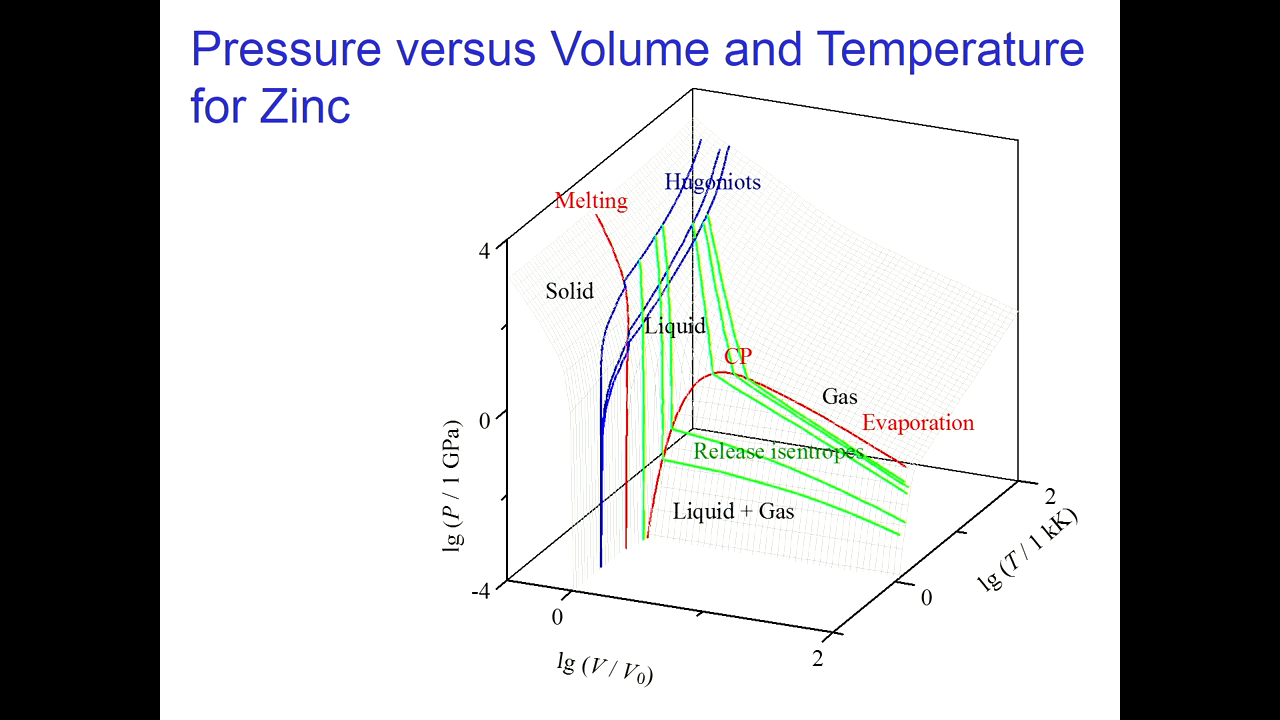 Pressure versus Volume and Temperature
for Zinc
Hugoniots
Melting
4
Solid
Liquid
CP
Gas
0
Evaporation
Release isentropes
lg (P / 1 GPa)
Liquid + Gas
2
lg (T / 1 kK)
-4
0
0
2
lg (V / V₀)